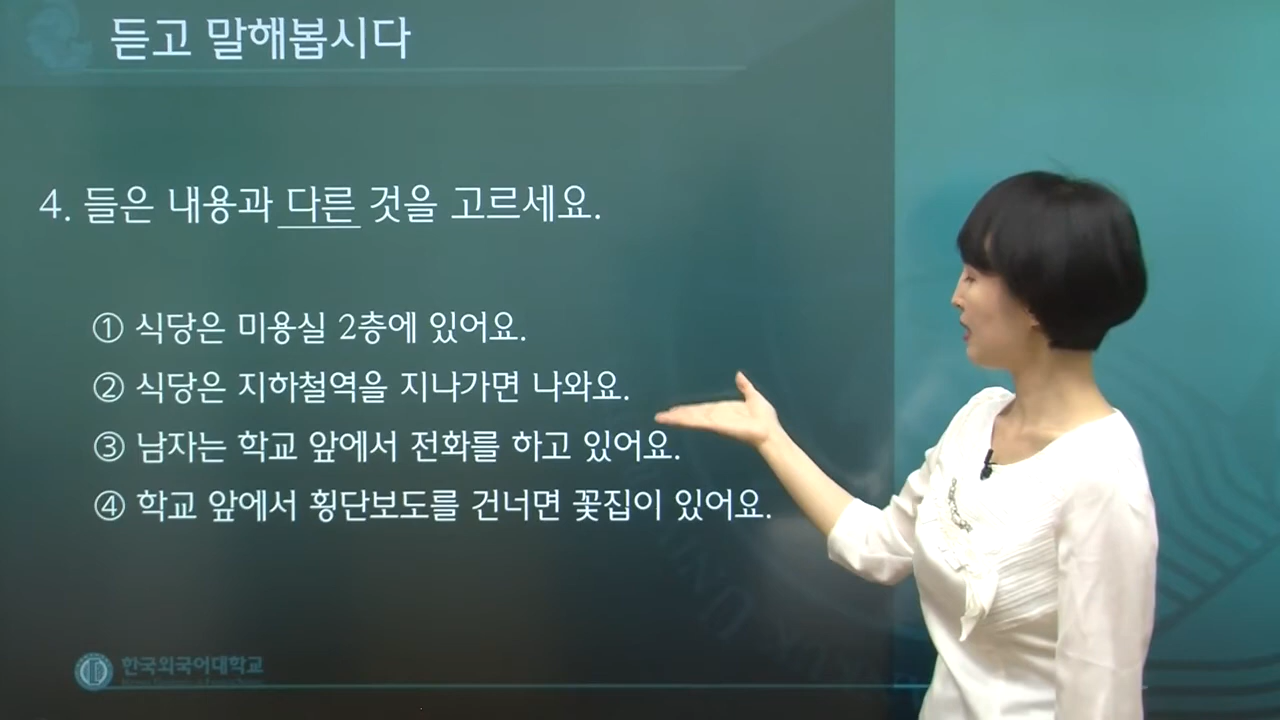 듣고 말해봅시다
4. 들은 내용과 다른 것을 고르세요.
① 식당은 미용실 2층에 있어요.
② 식당은 지하철역을 지나가면 나와요.
③ 남자는 학교 앞에서 전화를 하고 있어요.
④ 학교 앞에서 횡단보도를 건너면 꽃집이 있어요.
한국외국어대학교